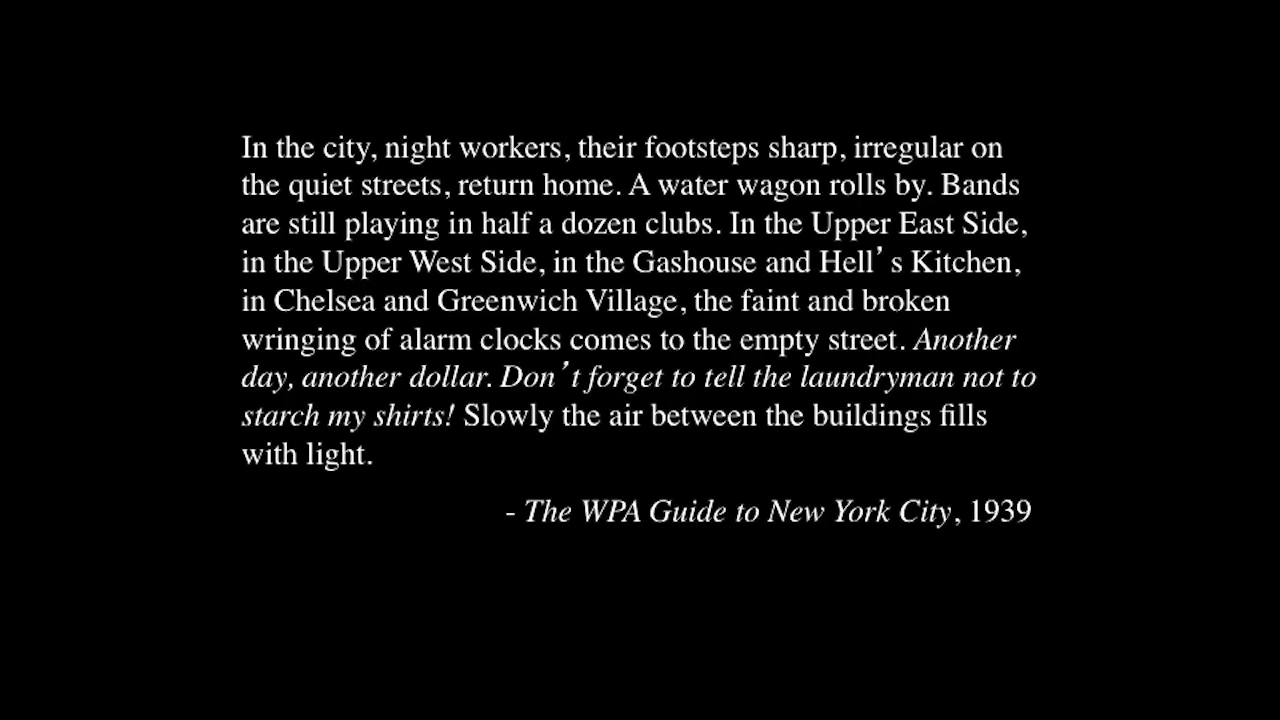 In the city, night workers, their footsteps sharp, irregular on
the quiet streets, return home. A water wagon rolls by. Bands
are still playing in half a dozen clubs. In the Upper East Side,
in the Upper West Side, in the Gashouse and Hell’s Kitchen,
in Chelsea and Greenwich Village, the faint and broken
wringing of alarm clocks comes to the empty street. Another
day, another dollar. Don’t forget to tell the laundryman not to
starch my shirts! Slowly the air between the buildings fills
with light.
- The WPA Guide to New York City, 1939